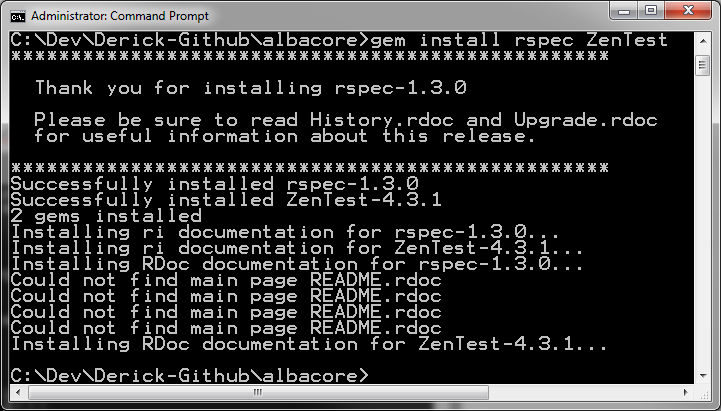 Administrator: Command Prompt
C:\Dev\Derick-Github\albacore>gem install rspec ZenTest
**************************************************
Thank you for installing rspec-1.3.0
Please be sure to read History.rdoc and Upgrade.rdoc
for useful information about this release.
**************************************************
Successfully installed rspec-1.3.0
Successfully installed ZenTest-4.3.1
2 gems installed
Installing ri documentation for rspec-1.3.0...
Installing ri documentation for ZenTest-4.3.1...
Installing RDoc documentation for rspec-1.3.0...
Could not find main page README.rdoc
Could not find main page README.rdoc
Could not find main page README.rdoc
Could not find main page README.rdoc
Installing RDoc documentation for ZenTest-4.3.1...
C:\Dev\Derick-Github\albacore>